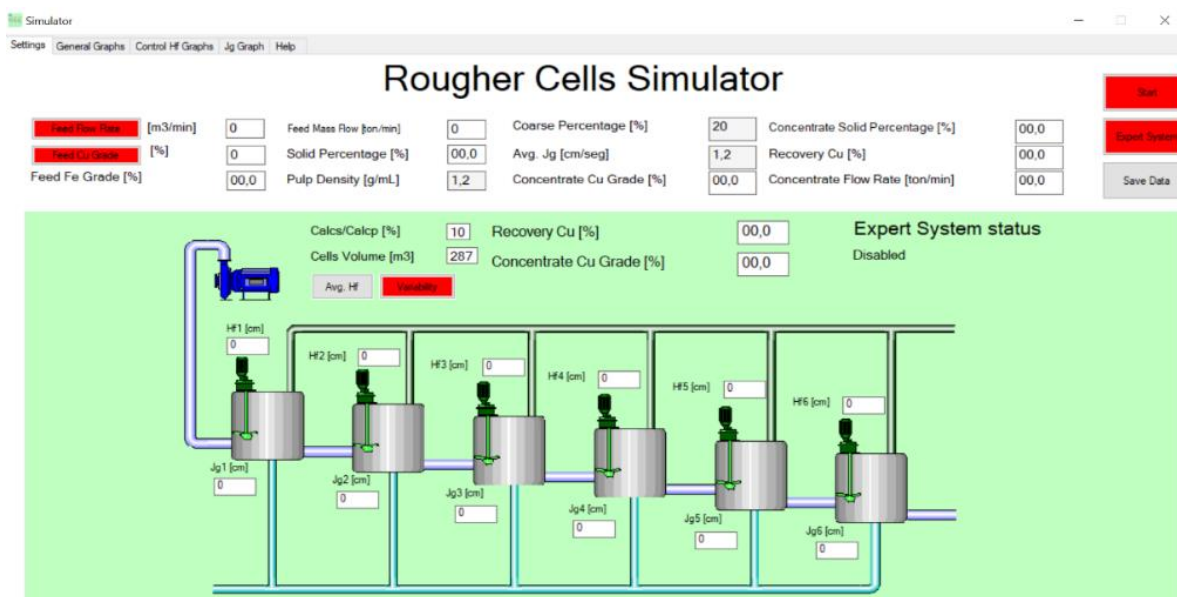 Simulator
Settings General Graphs Control Hf Graphs Jg Graph Help
Rougher Cells Simulator
Start
Feed Flow Rate [m3/min] 0 Feed Mass Flow [ton/min] 0 Coarse Percentage [%] 20 Concentrate Solid Percentage [%] 00,0
Expert System
Feed Cu Grade [%] 0 Solid Percentage [%] 00,0 Avg. Jg [cm/seg] 1,2 Recovery Cu [%] 00,0
Feed Fe Grade [%] 00,0 Pulp Density [g/mL] 1,2 Concentrate Cu Grade [%] 00,0 Concentrate Flow Rate [ton/min] 00,0
Save Data
Calcs/Calcp [%] 10 Recovery Cu [%] 00,0 Expert System status
Cells Volume [m3] 287 Concentrate Cu Grade [%] 00,0 Disabled
Avg. Hf Variability
Hf1 [cm]
0
Hf2 [cm] 0
Hf3 [cm] 0
Hf4 [cm] 0
Hf5 [cm] 0
Hf6 [cm] 0
Jg1 [cm]
0
Jg2 [cm]
0
Jg3 [cm]
0
Jg4 [cm]
0
Jg5 [cm]
0
Jg6 [cm]
0